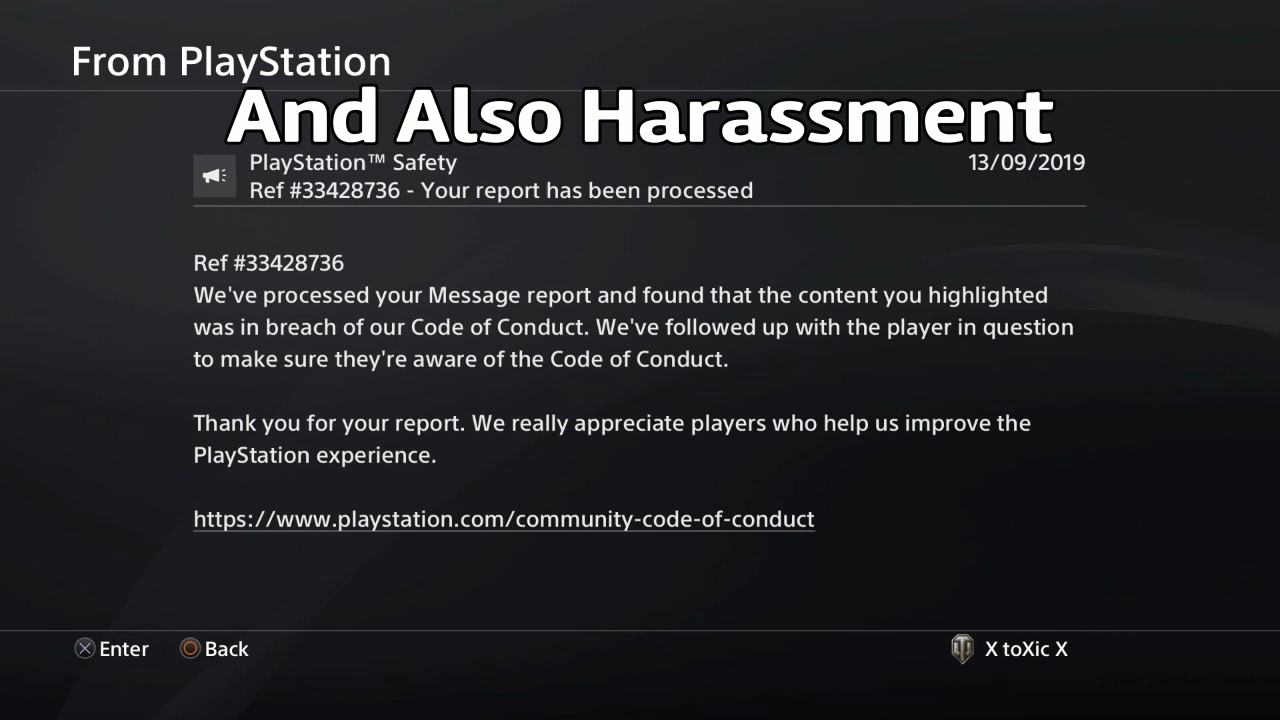 From PlayStation
And Also Harassment
PlayStation™ Safety
13/09/2019
Ref #33428736 - Your report has been processed
Ref #33428736
We've processed your Message report and found that the content you highlighted
was in breach of our Code of Conduct. We've followed up with the player in question
to make sure they're aware of the Code of Conduct.
Thank you for your report. We really appreciate players who help us improve the
PlayStation experience.
https://www.playstation.com/community-code-of-conduct
Enter
Back
X toXic X